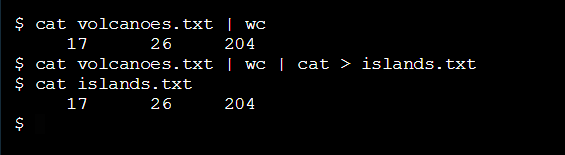 $ cat volcanoes.txt | wc
17 26 204
$ cat volcanoes.txt | wc | cat > islands.txt
$ cat islands.txt
17 26 204
$